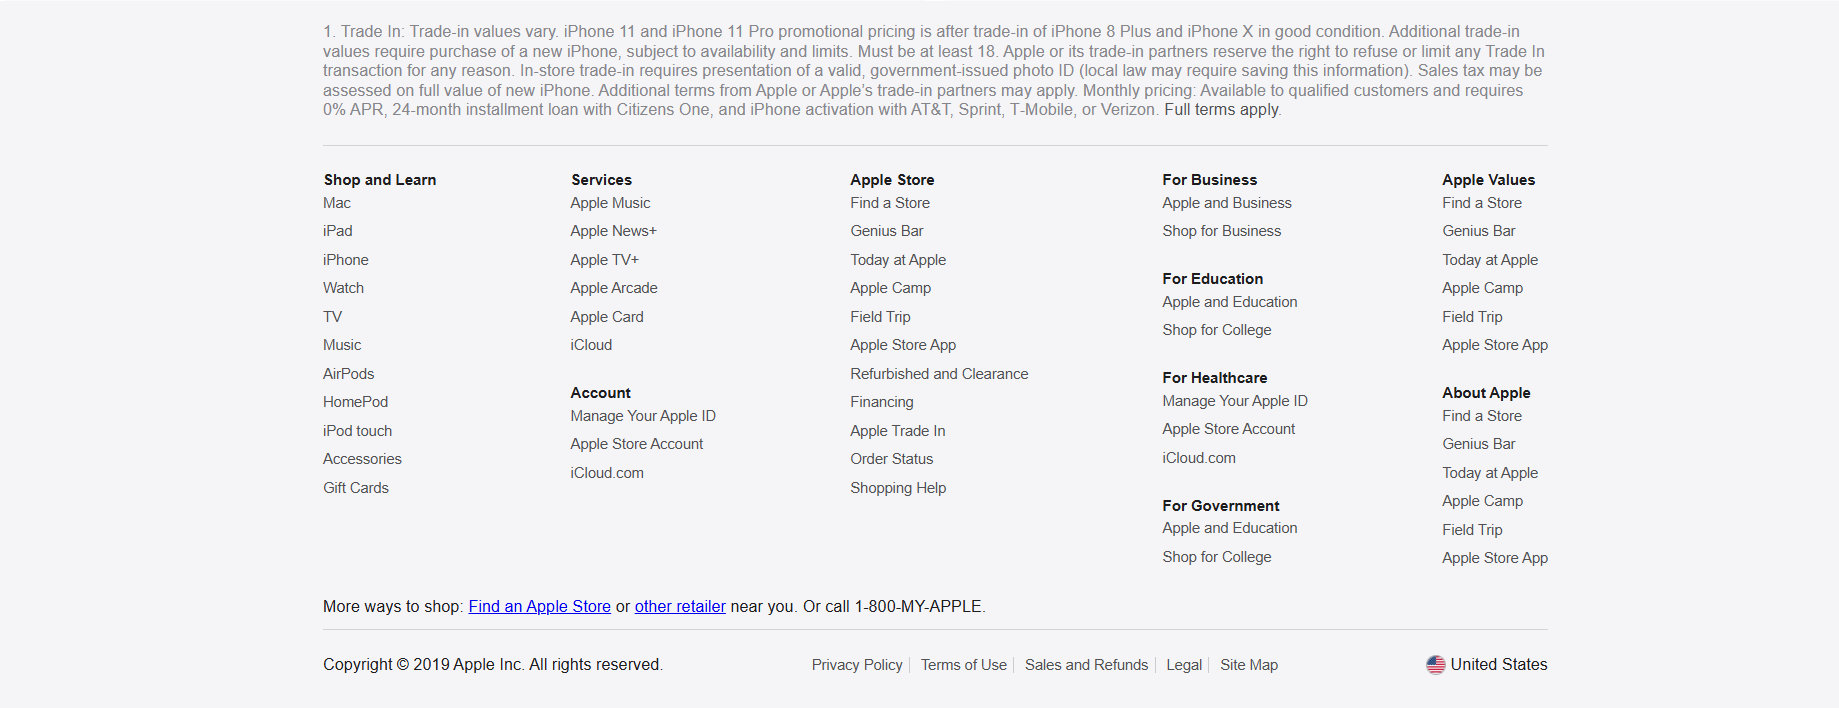 1. Trade In: Trade-in values vary. iPhone 11 and iPhone 11 Pro promotional pricing is after trade-in of iPhone 8 Plus and iPhone X in good condition. Additional trade-in
values require purchase of a new iPhone, subject to availability and limits. Must be at least 18. Apple or its trade-in partners reserve the right to refuse or limit any Trade In
transaction for any reason. In-store trade-in requires presentation of a valid, government-issued photo ID (local law may require saving this information). Sales tax may be
assessed on full value of new iPhone. Additional terms from Apple or Apple’s trade-in partners may apply. Monthly pricing: Available to qualified customers and requires
0% APR, 24-month installment loan with Citizens One, and iPhone activation with AT&T, Sprint, T-Mobile, or Verizon. Full terms apply.
Shop and Learn
Mac
iPad
iPhone
Watch
TV
Music
AirPods
HomePod
iPod touch
Accessories
Gift Cards
Services
Apple Music
Apple News+
Apple TV+
Apple Arcade
Apple Card
iCloud
Account
Manage Your Apple ID
Apple Store Account
iCloud.com
Apple Store
Find a Store
Genius Bar
Today at Apple
Apple Camp
Field Trip
Apple Store App
Refurbished and Clearance
Financing
Apple Trade In
Order Status
Shopping Help
For Business
Apple and Business
Shop for Business
For Education
Apple and Education
Shop for College
For Healthcare
Manage Your Apple ID
Apple Store Account
iCloud.com
For Government
Apple and Education
Shop for College
Apple Values
Find a Store
Genius Bar
Today at Apple
Apple Camp
Field Trip
Apple Store App
About Apple
Find a Store
Genius Bar
Today at Apple
Apple Camp
Field Trip
Apple Store App
More ways to shop: Find an Apple Store or other retailer near you. Or call 1-800-MY-APPLE.
Copyright © 2019 Apple Inc. All rights reserved.
Privacy Policy | Terms of Use | Sales and Refunds | Legal | Site Map
United States